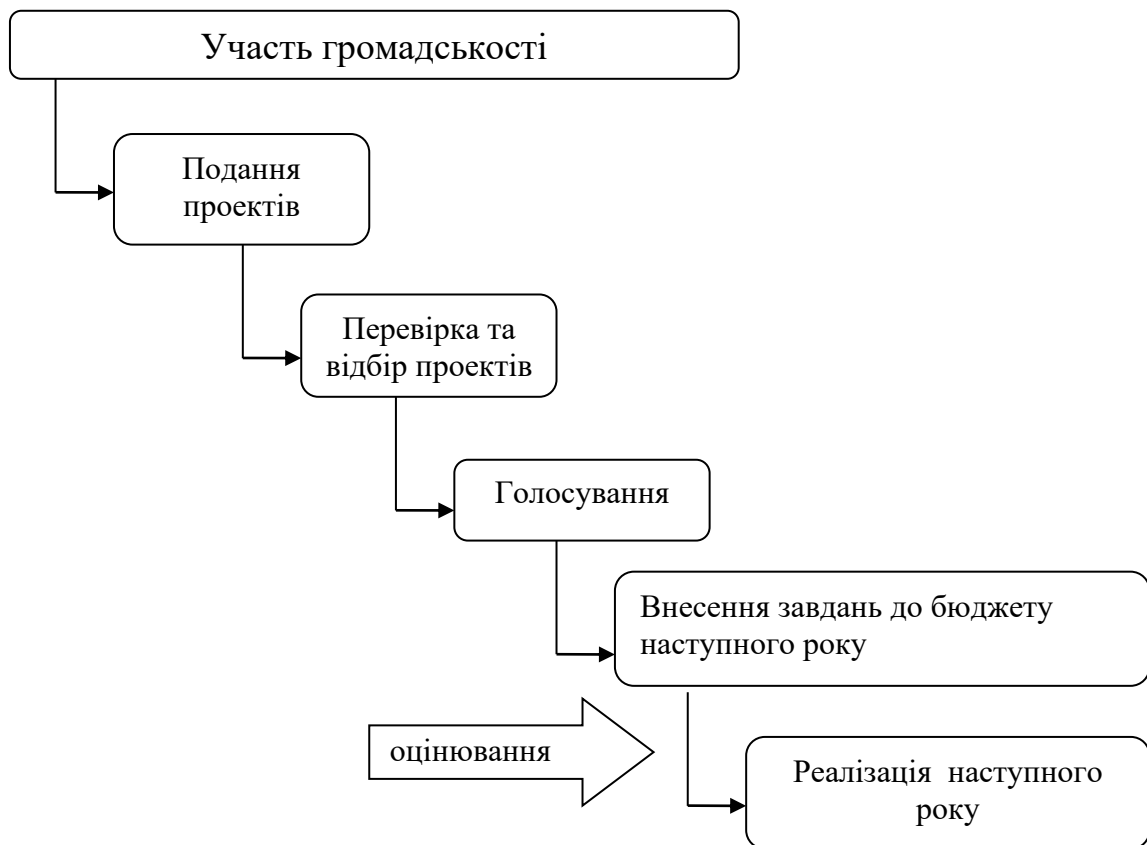 Участь громадськості
Подання
проектів
Перевірка та
відбір проектів
Голосування
Внесення завдань до бюджету
наступного року
оцінювання
Реалізація наступного
року